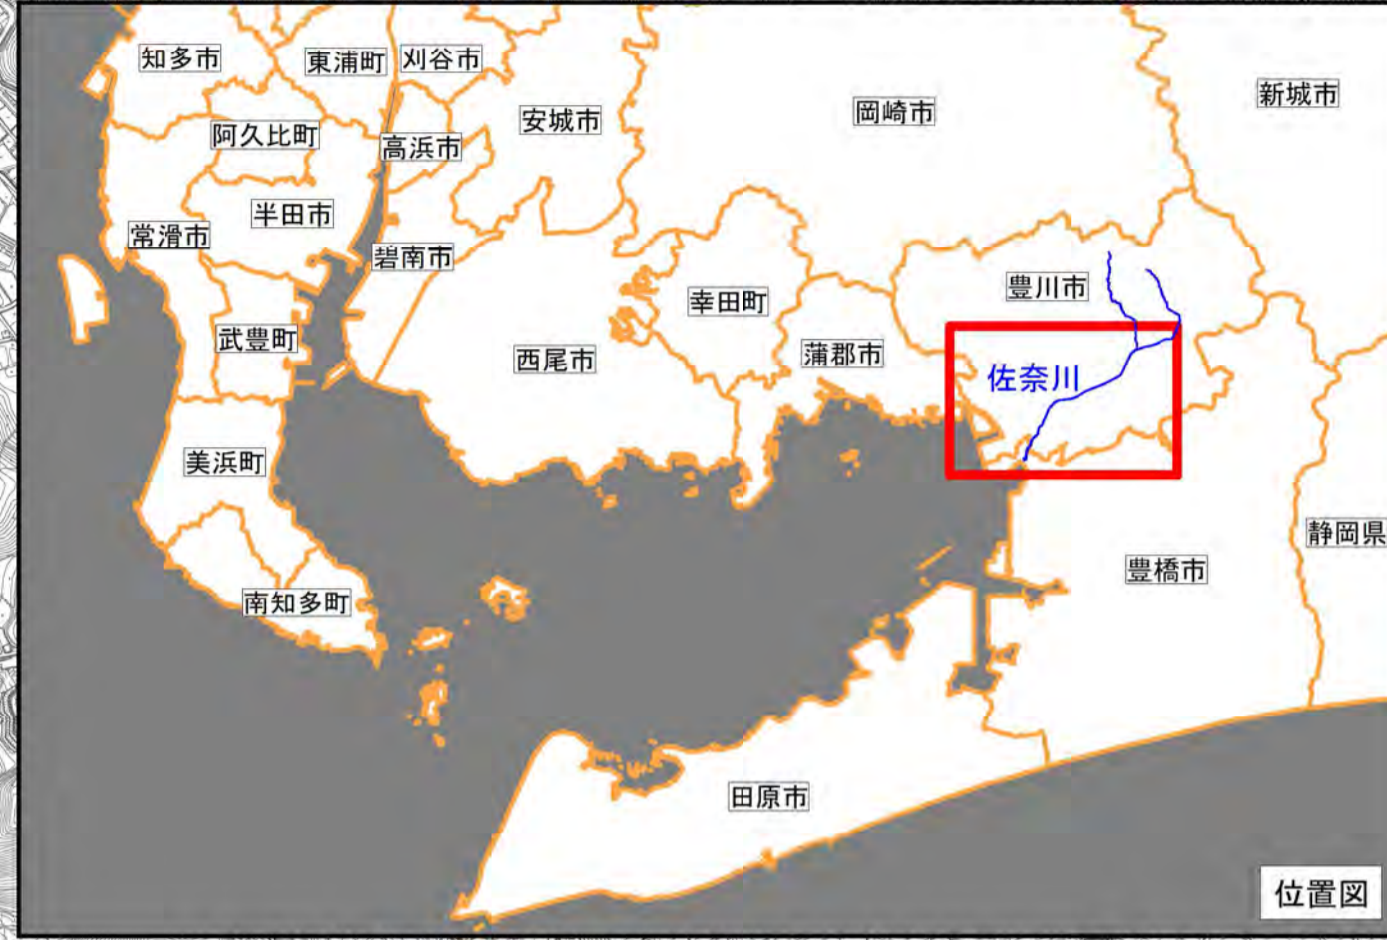 知多市
東浦町
刈谷市
安城市
岡崎市
新城市
阿久比町
高浜市
半田市
常滑市
碧南市
豊川市
幸田町
武豊町
西尾市
蒲郡市
佐奈川
美浜町
静岡県
豊橋市
南知多町
田原市
位置図